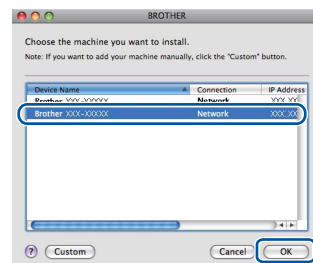 BROTHER
Choose the machine you want to install.
Note: If you want to add your machine manually, click the "Custom" button.
Device Name Connection IP Address
Brother XXX-XXXXX Network XXX.XX
Brother XXX-XXXXX Network XXX.XX
? Custom Cancel OK